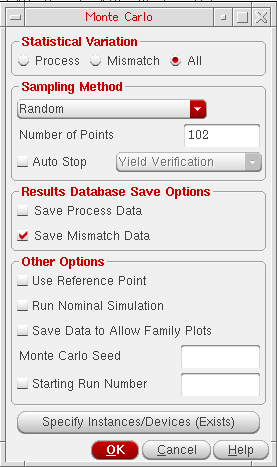 Monte Carlo
Statistical Variation
Process Mismatch All
Sampling Method
Random
Number of Points 102
Auto Stop Yield Verification
Results Database Save Options
Save Process Data
Save Mismatch Data
Other Options
Use Reference Point
Run Nominal Simulation
Save Data to Allow Family Plots
Monte Carlo Seed
Starting Run Number
Specify Instances/Devices (Exists)
OK Cancel Help